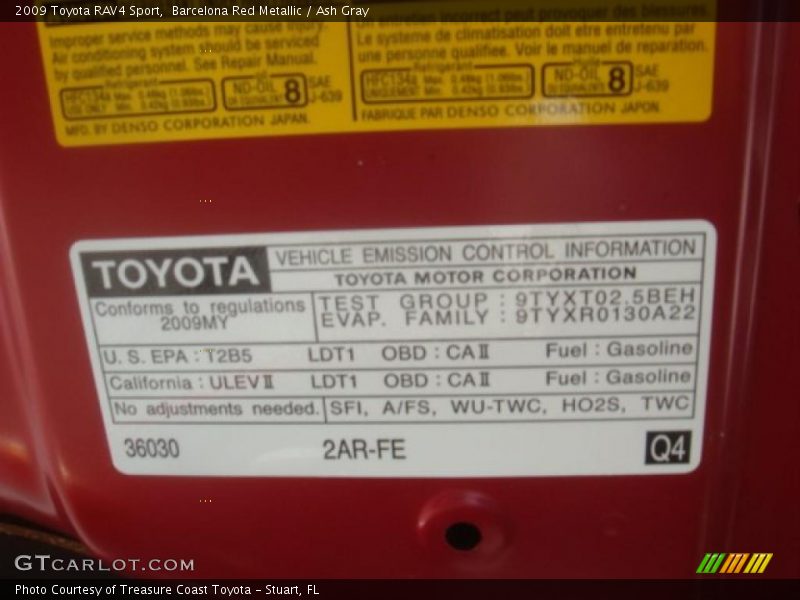 2009 Toyota RAV4 Sport, Barcelona Red Metallic / Ash Gray
Improper service methods may cause injury. 
Air conditioning system should be serviced
by qualified personnel. See Repair Manual.
Refrigerant
HFC134a Max. Min.
ND-OIL 8 SAE J-639
MFD. BY DENSO CORPORATION JAPAN.
entretien incorrect peut provoquer des blessures.
Le système de climatisation doit être entretenu par
une personne qualifiée. Voir le manuel de réparation.
Refrigerant
HFC134a Max. Min.
ND-OIL 8 SAE J-639
FABRIQUE PAR DENSO CORPORATION JAPON.
TOYOTA
VEHICLE EMISSION CONTROL INFORMATION
TOYOTA MOTOR CORPORATION
Conforms to regulations
2009MY
TEST GROUP : 9TYXT02.5BEH
EVAP. FAMILY : 9TYXR0130A22
U.S. EPA : T2B5 LDT1 OBD : CAⅡ Fuel : Gasoline
California : ULEVⅡ LDT1 OBD : CAⅡ Fuel : Gasoline
No adjustments needed. SFI, A/FS, WU-TWC, HO2S, TWC
36030 2AR-FE Q4
GTCARLOT.COM
Photo Courtesy of Treasure Coast Toyota - Stuart, FL